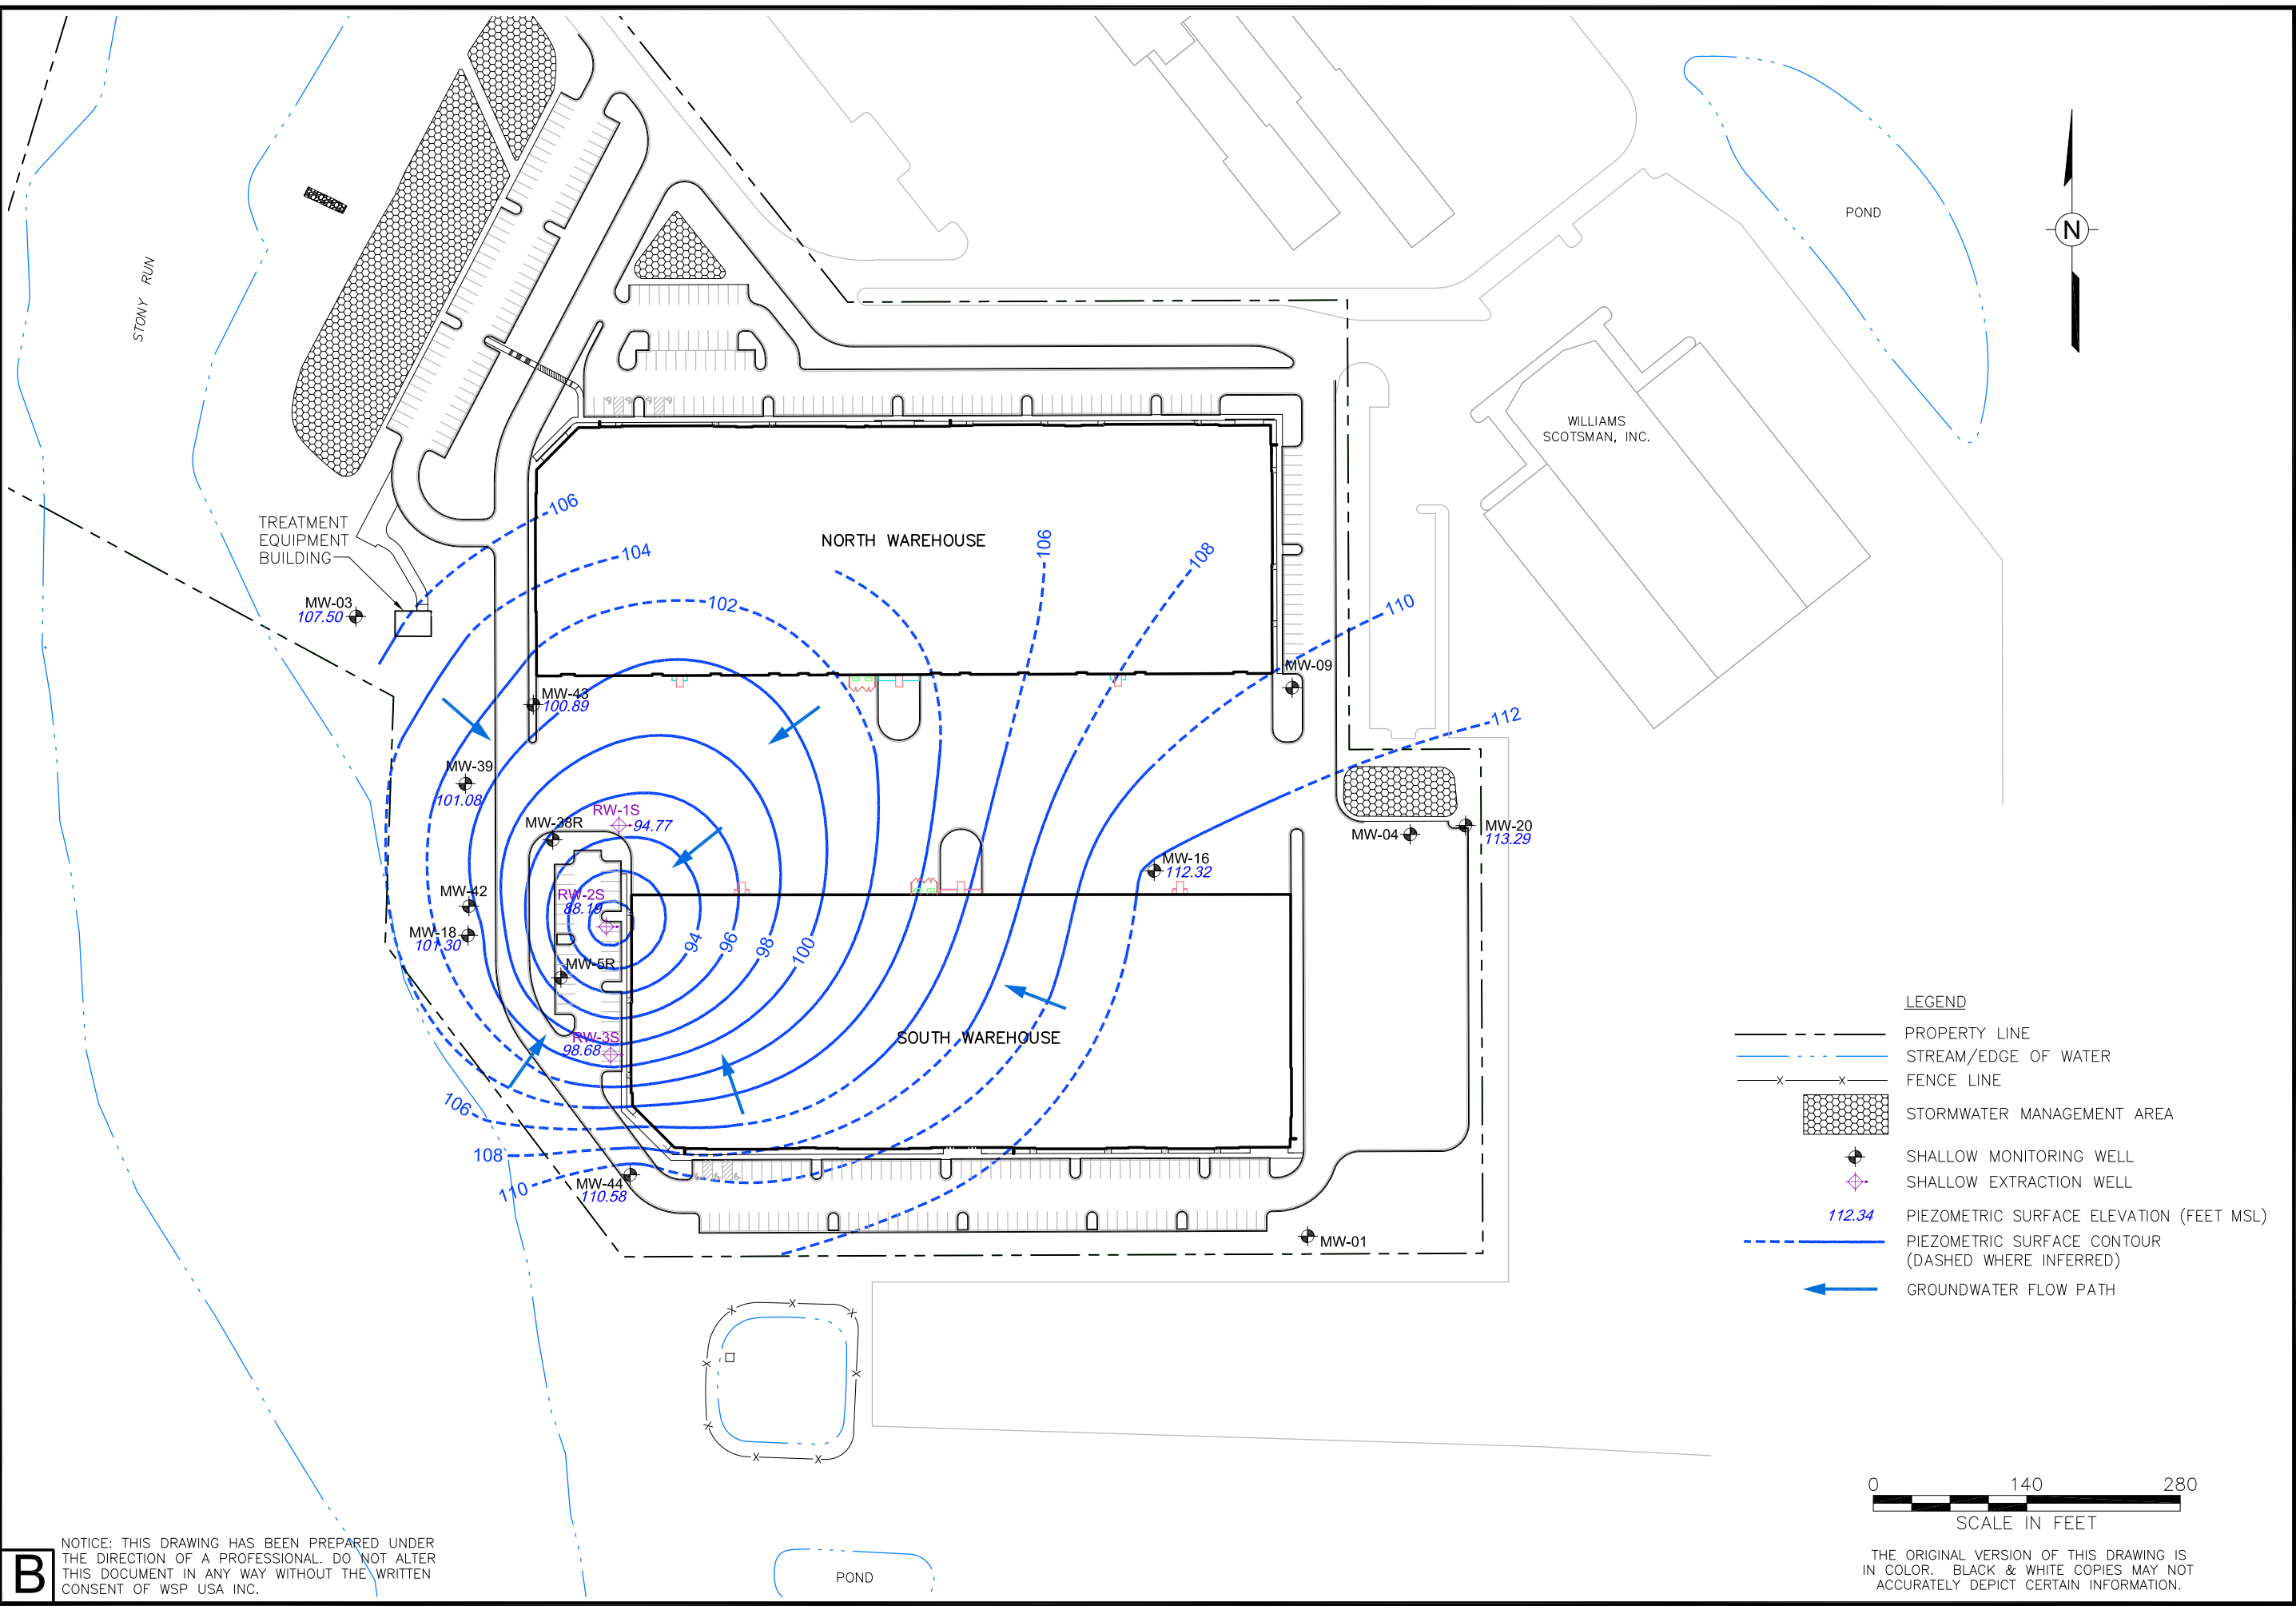 POND
N
STONY RUN
WILLIAMS
SCOTSMAN, INC.
106
104
NORTH WAREHOUSE
106
108
TREATMENT
EQUIPMENT
BUILDING
102
110
MW-03
107.50
MW-09
MW-43
100.89
112
MW-39
101.08
RW-1S
94.77
MW-38R
MW-04
MW-20
113.29
MW-16
112.32
RW-2S
88.19
MW-42
MW-18
101.30
94
96
98
100
MW-5R
RW-3S
98.68
SOUTH WAREHOUSE
106
108
110
MW-44
110.58
MW-01
LEGEND
PROPERTY LINE
STREAM/EDGE OF WATER
X X FENCE LINE
STORMWATER MANAGEMENT AREA
SHALLOW MONITORING WELL
SHALLOW EXTRACTION WELL
112.34 PIEZOMETRIC SURFACE ELEVATION (FEET MSL)
PIEZOMETRIC SURFACE CONTOUR
(DASHED WHERE INFERRED)
GROUNDWATER FLOW PATH
X X X
X X
X X X
0 140 280
SCALE IN FEET
THE ORIGINAL VERSION OF THIS DRAWING IS
IN COLOR. BLACK & WHITE COPIES MAY NOT
ACCURATELY DEPICT CERTAIN INFORMATION.
POND
B
NOTICE: THIS DRAWING HAS BEEN PREPARED UNDER
THE DIRECTION OF A PROFESSIONAL. DO NOT ALTER
THIS DOCUMENT IN ANY WAY WITHOUT THE WRITTEN
CONSENT OF WSP USA INC.